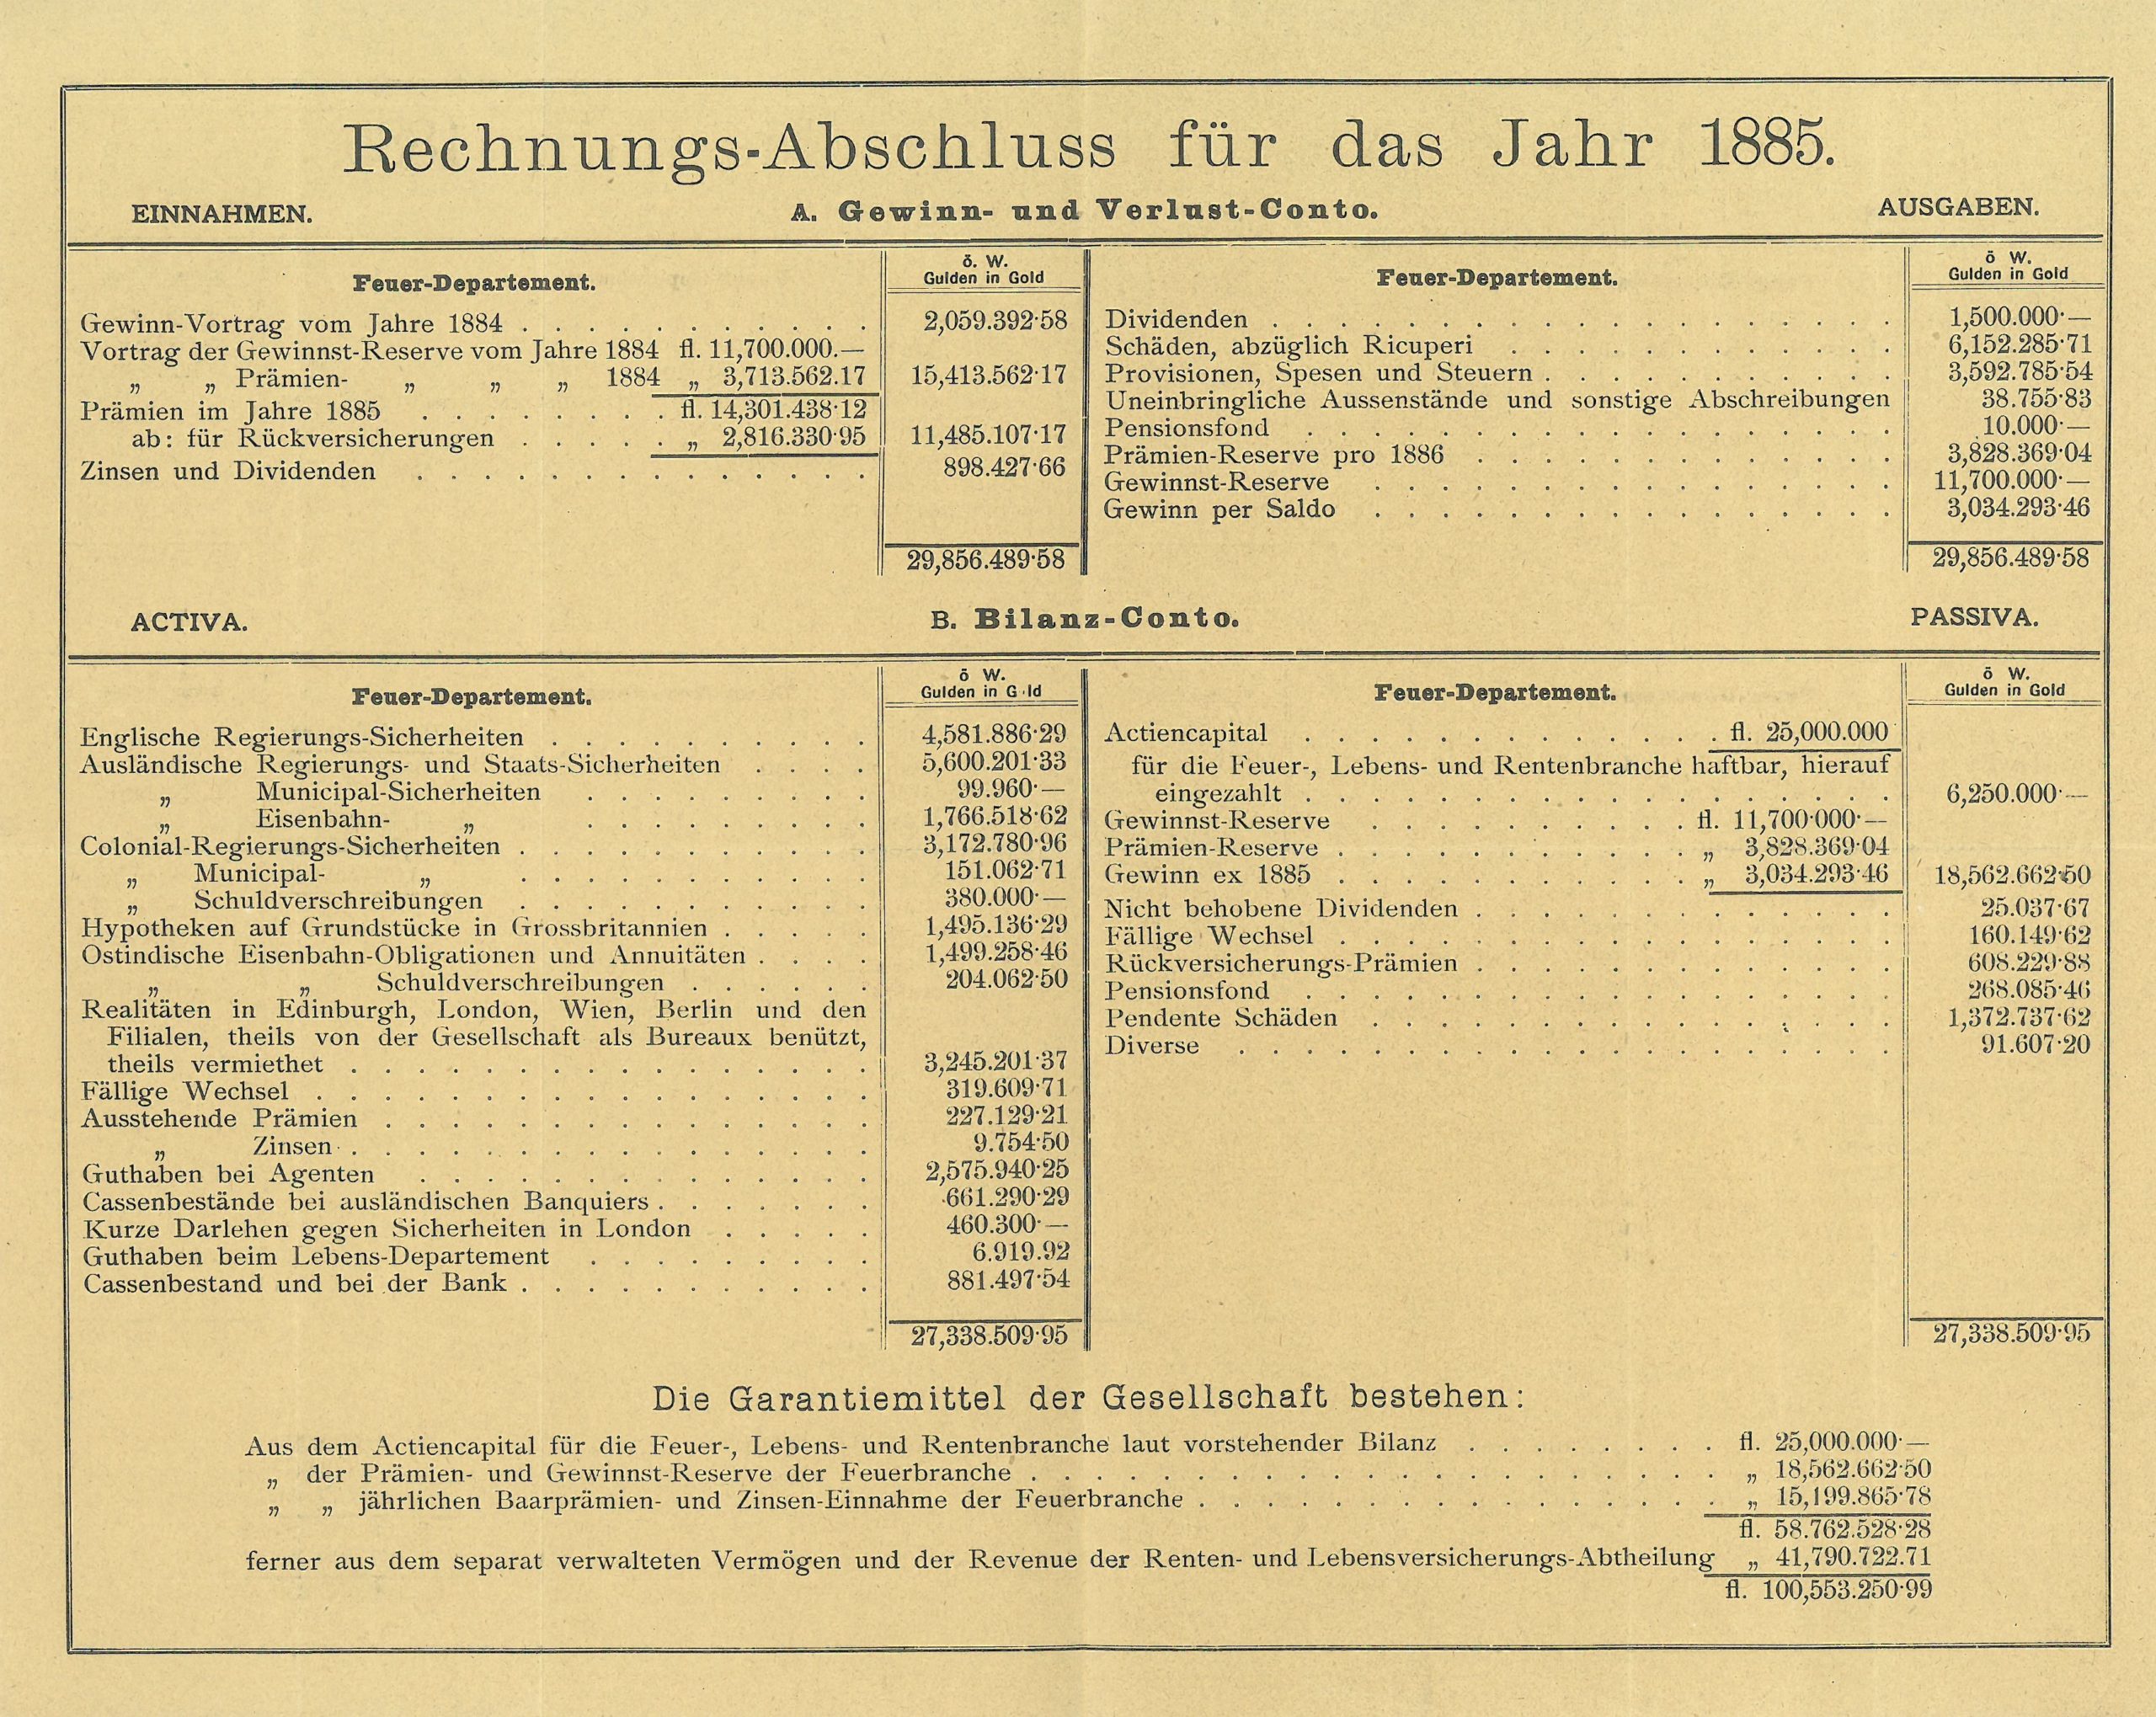 Rechnungs-Abschluss für das Jahr 1885.
EINNAHMEN. A. Gewinn- und Verlust-Conto. AUSGABEN.
Feuer-Departement.
ö. W.
Gulden in Gold
Gewinn-Vortrag vom Jahre 1884 2,059.392·58
Vortrag der Gewinnst-Reserve vom Jahre 1884 fl. 11,700.000.—
„ „ Prämien- „ „ „ 1884 „ 3,713.562.17 15,413.562·17
Prämien im Jahre 1885 fl. 14,301.438·12
ab: für Rückversicherungen „ 2,816.330·95 11,485.107·17
Zinsen und Dividenden 898.427·66
29,856.489·58
Feuer-Departement.
ö W.
Gulden in Gold
Dividenden 1,500.000·—
Schäden, abzüglich Ricuperi 6,152.285·71
Provisionen, Spesen und Steuern 3,592.785·54
Uneinbringliche Aussenstände und sonstige Abschreibungen 38.755·83
Pensionsfond 10.000·—
Prämien-Reserve pro 1886 3,828.369·04
Gewinnst-Reserve 11,700.000·—
Gewinn per Saldo 3,034.293·46
29,856.489·58
ACTIVA. B. Bilanz-Conto. PASSIVA.
Feuer-Departement.
ö W.
Gulden in G ld
Englische Regierungs-Sicherheiten 4,581.886·29
Ausländische Regierungs- und Staats-Sicherheiten 5,600.201·33
„ Municipal-Sicherheiten 99.960·—
„ Eisenbahn- „ 1,766.518·62
Colonial-Regierungs-Sicherheiten 3,172.780·96
„ Municipal- „ 151.062·71
„ Schuldverschreibungen 380.000·—
Hypotheken auf Grundstücke in Grossbritannien 1,495.136·29
Ostindische Eisenbahn-Obligationen und Annuitäten 1,499.258·46
„ „ Schuldverschreibungen 204.062·50
Realitäten in Edinburgh, London, Wien, Berlin und den
Filialen, theils von der Gesellschaft als Bureaux benützt,
theils vermiethet 3,245.201·37
Fällige Wechsel 319.609·71
Ausstehende Prämien 227.129·21
„ Zinsen 9.754·50
Guthaben bei Agenten 2,575.940·25
Cassenbestände bei ausländischen Banquiers 661.290·29
Kurze Darlehen gegen Sicherheiten in London 460.300·—
Guthaben beim Lebens-Departement 6.919.92
Cassenbestand und bei der Bank 881.497·54
27,338.509·95
Feuer-Departement.
ö W.
Gulden in Gold
Actiencapital fl. 25,000.000
für die Feuer-, Lebens- und Rentenbranche haftbar, hierauf
eingezahlt 6,250.000·—
Gewinnst-Reserve fl. 11,700·000·—
Prämien-Reserve „ 3,828.369·04
Gewinn ex 1885 „ 3,034.293·46 18,562.662·50
Nicht behobene Dividenden 25.037·67
Fällige Wechsel 160.149·62
Rückversicherungs-Prämien 608.229·88
Pensionsfond 268.085·46
Pendente Schäden 1,372.737·62
Diverse 91.607·20
27,338.509·95
Die Garantiemittel der Gesellschaft bestehen:
Aus dem Actiencapital für die Feuer-, Lebens- und Rentenbranche laut vorstehender Bilanz fl. 25,000.000·—
„ der Prämien- und Gewinnst-Reserve der Feuerbranche „ 18,562.662·50
„ „ jährlichen Baarprämien- und Zinsen-Einnahme der Feuerbranche „ 15,199.865·78
fl. 58.762.528·28
ferner aus dem separat verwalteten Vermögen und der Revenue der Renten- und Lebensversicherungs-Abtheilung „ 41,790.722.71
fl. 100,553.250·99